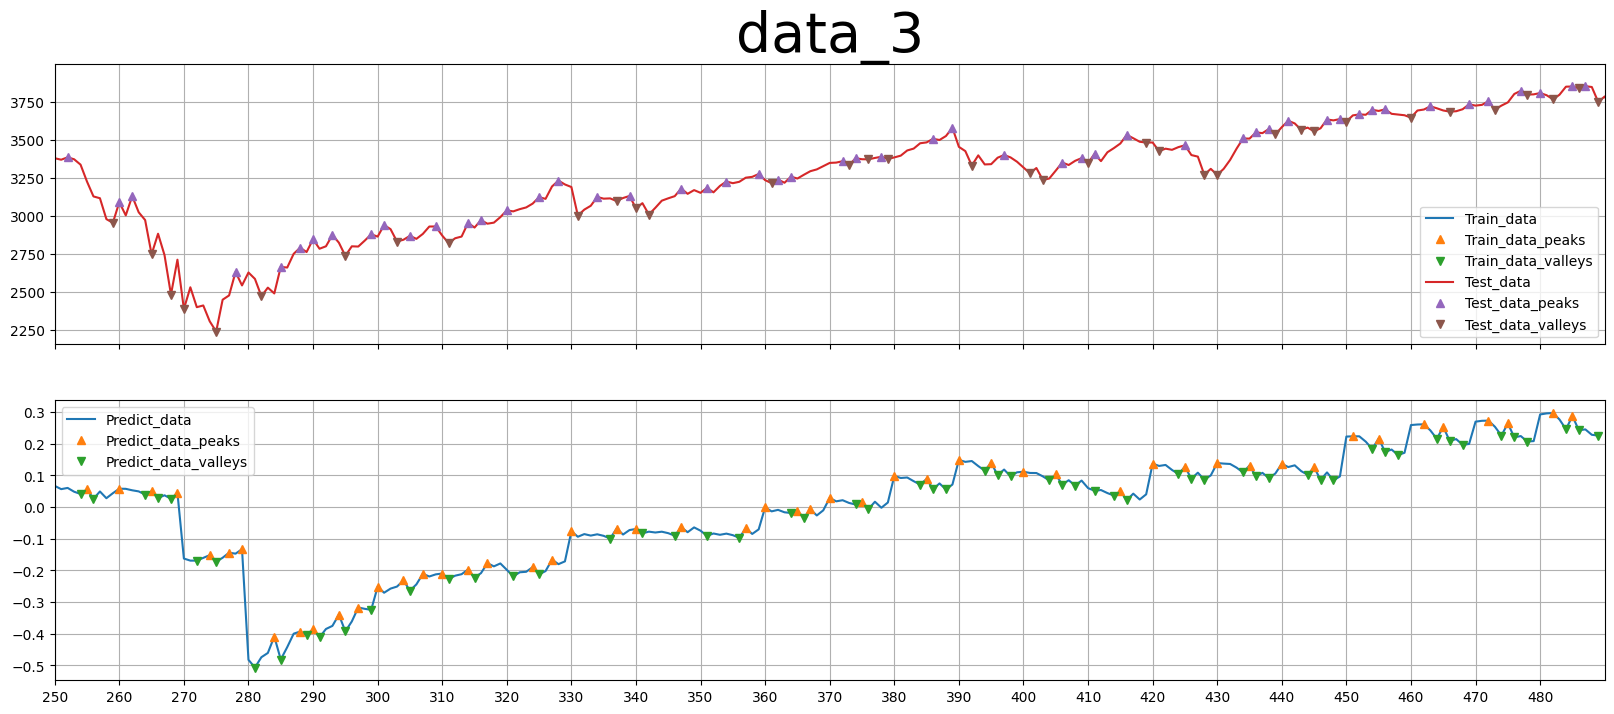 data_3
3750
3500
3250
3000
2750
2500
2250
Train_data
Train_data_peaks
Train_data_valleys
Test_data
Test_data_peaks
Test_data_valleys
0.3
0.2
0.1
0.0
−0.1
−0.2
−0.3
−0.4
−0.5
Predict_data
Predict_data_peaks
Predict_data_valleys
250 260 270 280 290 300 310 320 330 340 350 360 370 380 390 400 410 420 430 440 450 460 470 480